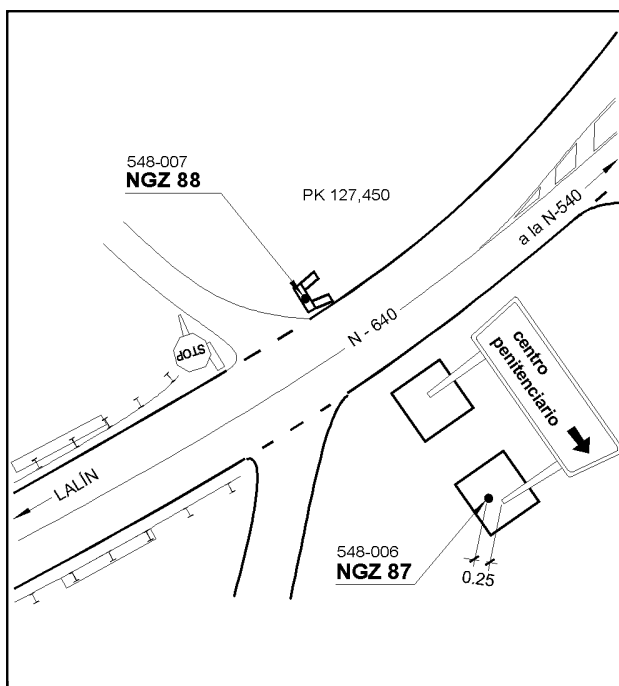 548-007
NGZ 88
PK 127,450
a la N-540
N - 640
STOP
centro
penitenciario
LALÍN
548-006
NGZ 87
0.25